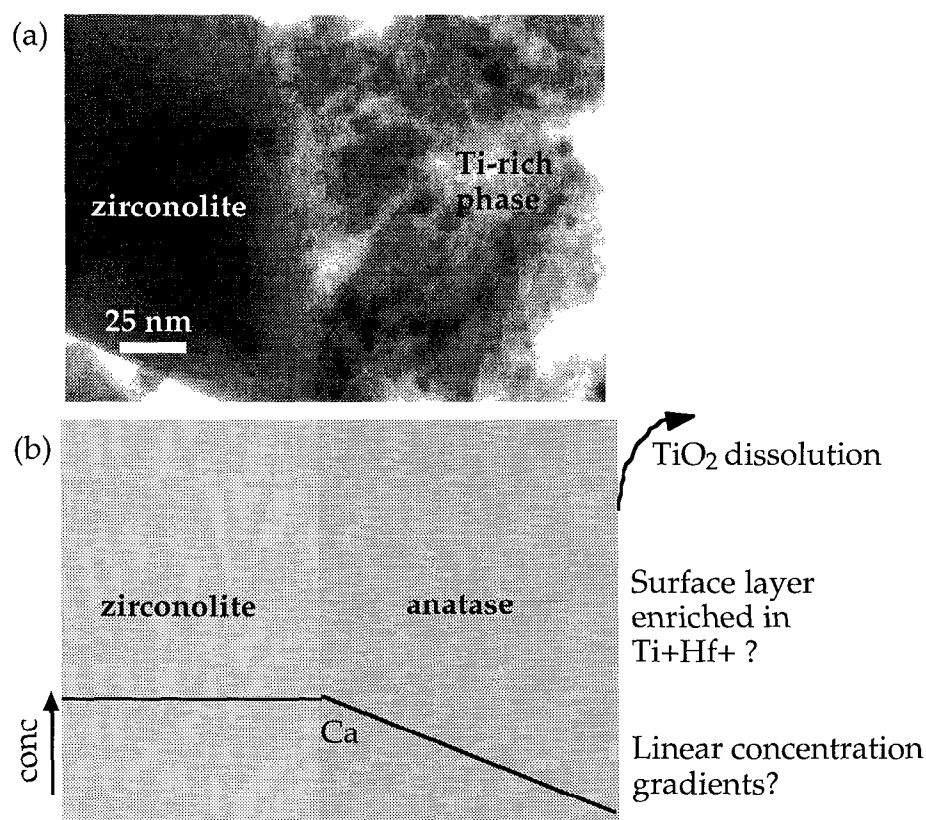 (a)
zirconolite
Ti-rich
phase
25 nm
(b)
TiO₂ dissolution
zirconolite
anatase
Surface layer
enriched in
Ti+Hf+ ?
conc
Ca
Linear concentration
gradients?